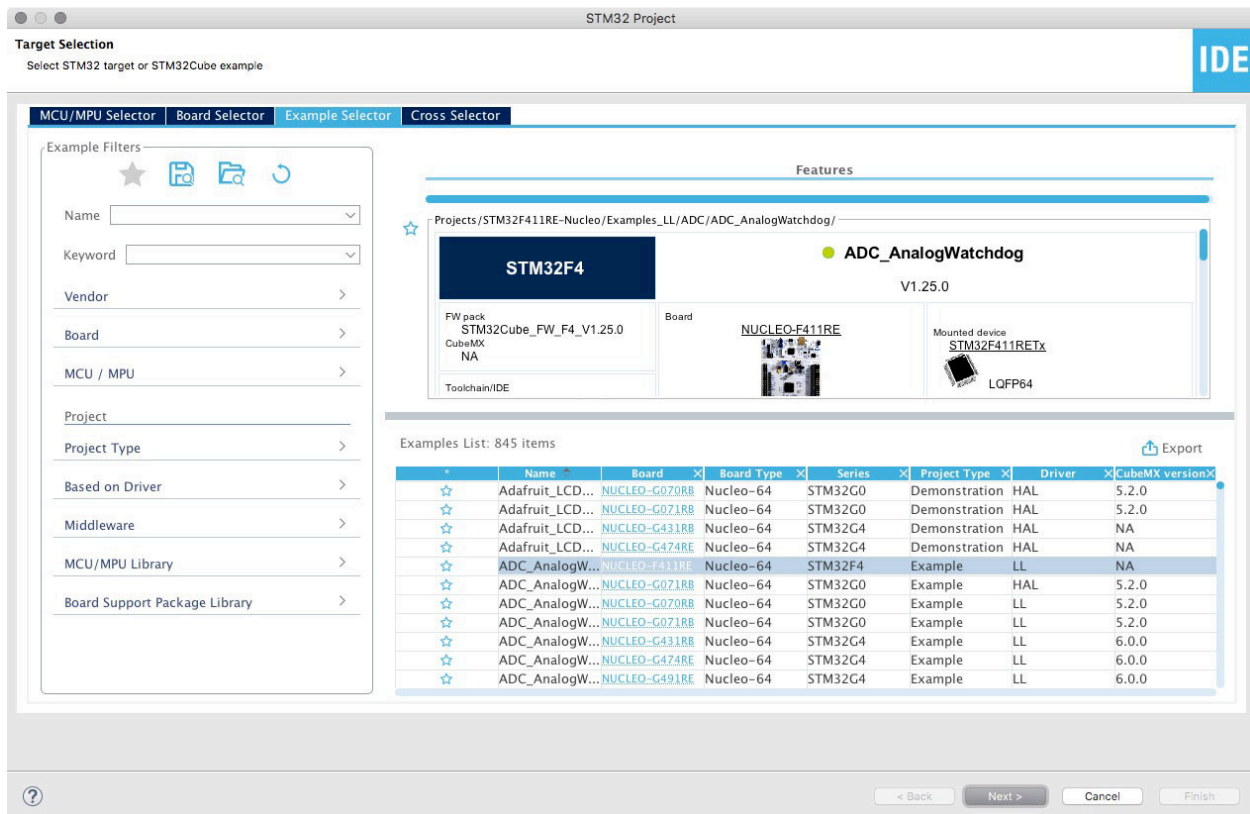 STM32 Project
Target Selection
Select STM32 target or STM32Cube example
IDE
MCU/MPU Selector Board Selector Example Selector Cross Selector
Example Filters
Name
Keyword
Vendor
Board
MCU / MPU
Project
Project Type
Based on Driver
Middleware
MCU/MPU Library
Board Support Package Library
Features
Projects/STM32F411RE-Nucleo/Examples_LL/ADC/ADC_AnalogWatchdog/
STM32F4
ADC_AnalogWatchdog
V1.25.0
FW pack
STM32Cube_FW_F4_V1.25.0
CubeMX
NA
Toolchain/IDE
Board
NUCLEO-F411RE
Mounted device
STM32F411RETx
LQFP64
Examples List: 845 items
Export
* Name Board Board Type Series Project Type Driver CubeMX version
Adafruit_LCD... NUCLEO-G070RB Nucleo-64 STM32G0 Demonstration HAL 5.2.0
Adafruit_LCD... NUCLEO-G071RB Nucleo-64 STM32G0 Demonstration HAL 5.2.0
Adafruit_LCD... NUCLEO-G431RB Nucleo-64 STM32G4 Demonstration HAL NA
Adafruit_LCD... NUCLEO-G474RE Nucleo-64 STM32G4 Demonstration HAL NA
ADC_AnalogW... NUCLEO-F411RE Nucleo-64 STM32F4 Example LL NA
ADC_AnalogW... NUCLEO-G071RB Nucleo-64 STM32G0 Example HAL 5.2.0
ADC_AnalogW... NUCLEO-G070RB Nucleo-64 STM32G0 Example LL 5.2.0
ADC_AnalogW... NUCLEO-G071RB Nucleo-64 STM32G0 Example LL 5.2.0
ADC_AnalogW... NUCLEO-G431RB Nucleo-64 STM32G4 Example LL 6.0.0
ADC_AnalogW... NUCLEO-G474RE Nucleo-64 STM32G4 Example LL 6.0.0
ADC_AnalogW... NUCLEO-G491RE Nucleo-64 STM32G4 Example LL 6.0.0
?
< Back Next > Cancel Finish